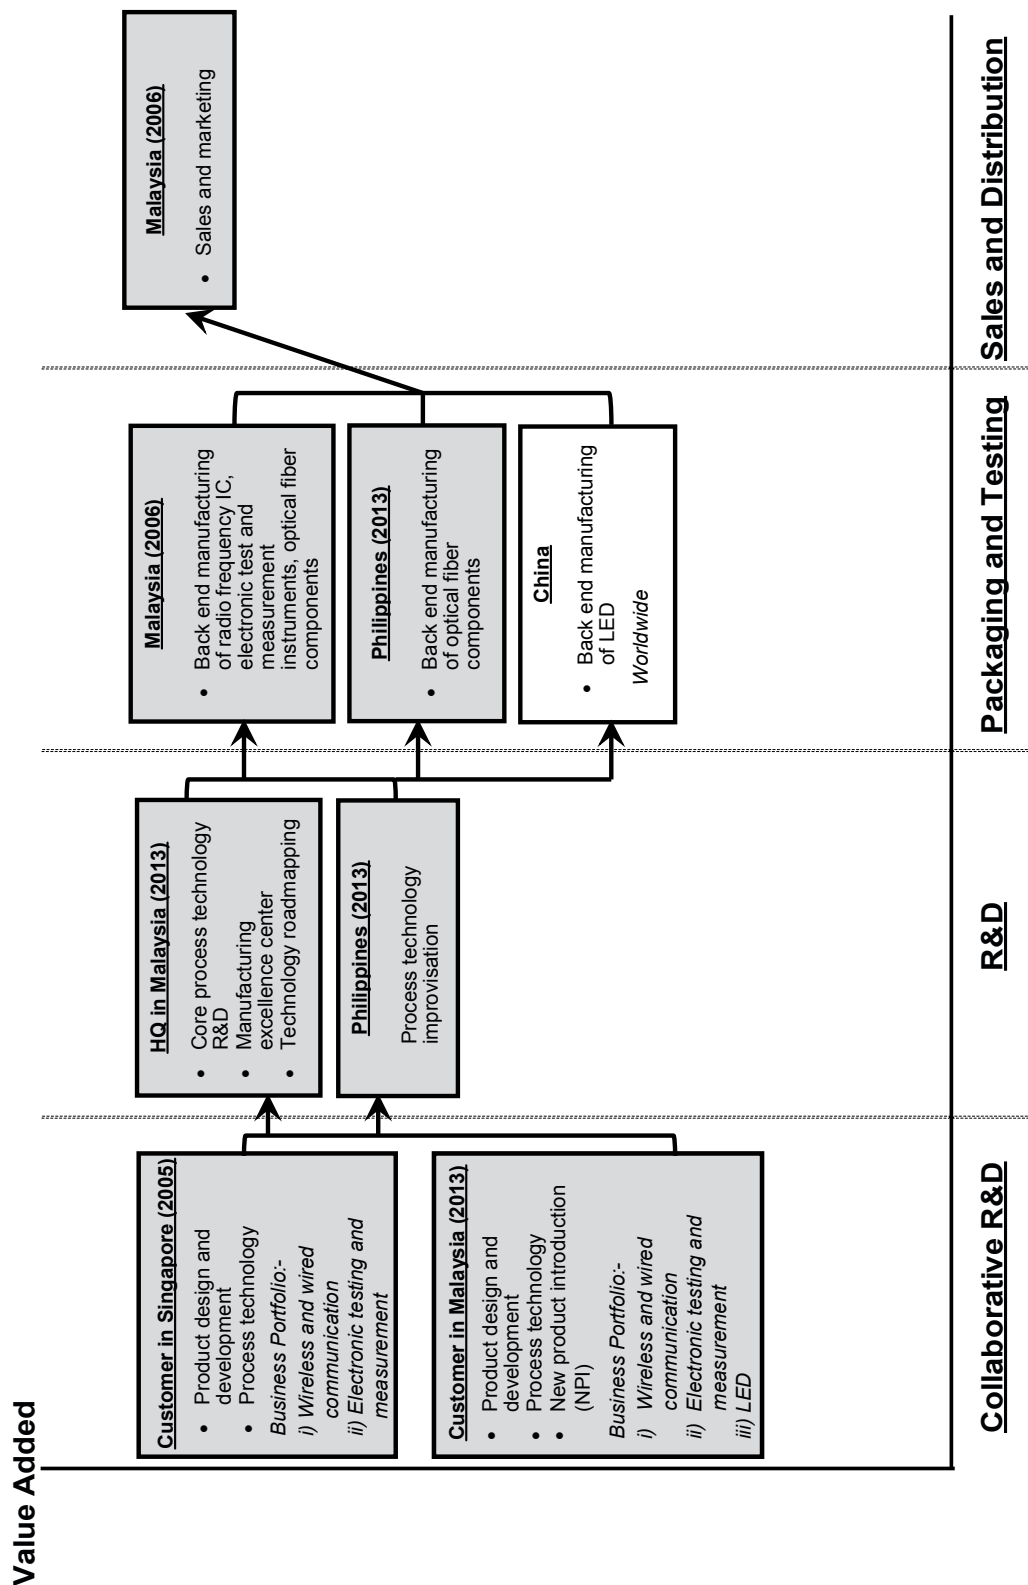 Value Added
Customer in Singapore (2005)
• Product design and
development
• Process technology
Business Portfolio:-
i) Wireless and wired
communication
ii) Electronic testing and
measurement
Customer in Malaysia (2013)
• Product design and
development
• Process technology
• New product introduction
(NPI)
Business Portfolio:-
i) Wireless and wired
communication
ii) Electronic testing and
measurement
iii) LED
HQ in Malaysia (2013)
• Core process technology
R&D
• Manufacturing
excellence center
• Technology roadmapping
Philippines (2013)
Process technology
improvisation
Malaysia (2006)
• Back end manufacturing
of radio frequency IC,
electronic test and
measurement
instruments, optical fiber
components
Philippines (2013)
• Back end manufacturing
of optical fiber
components
China
• Back end manufacturing
of LED
Worldwide
Malaysia (2006)
• Sales and marketing
Collaborative R&D
R&D
Packaging and Testing
Sales and Distribution